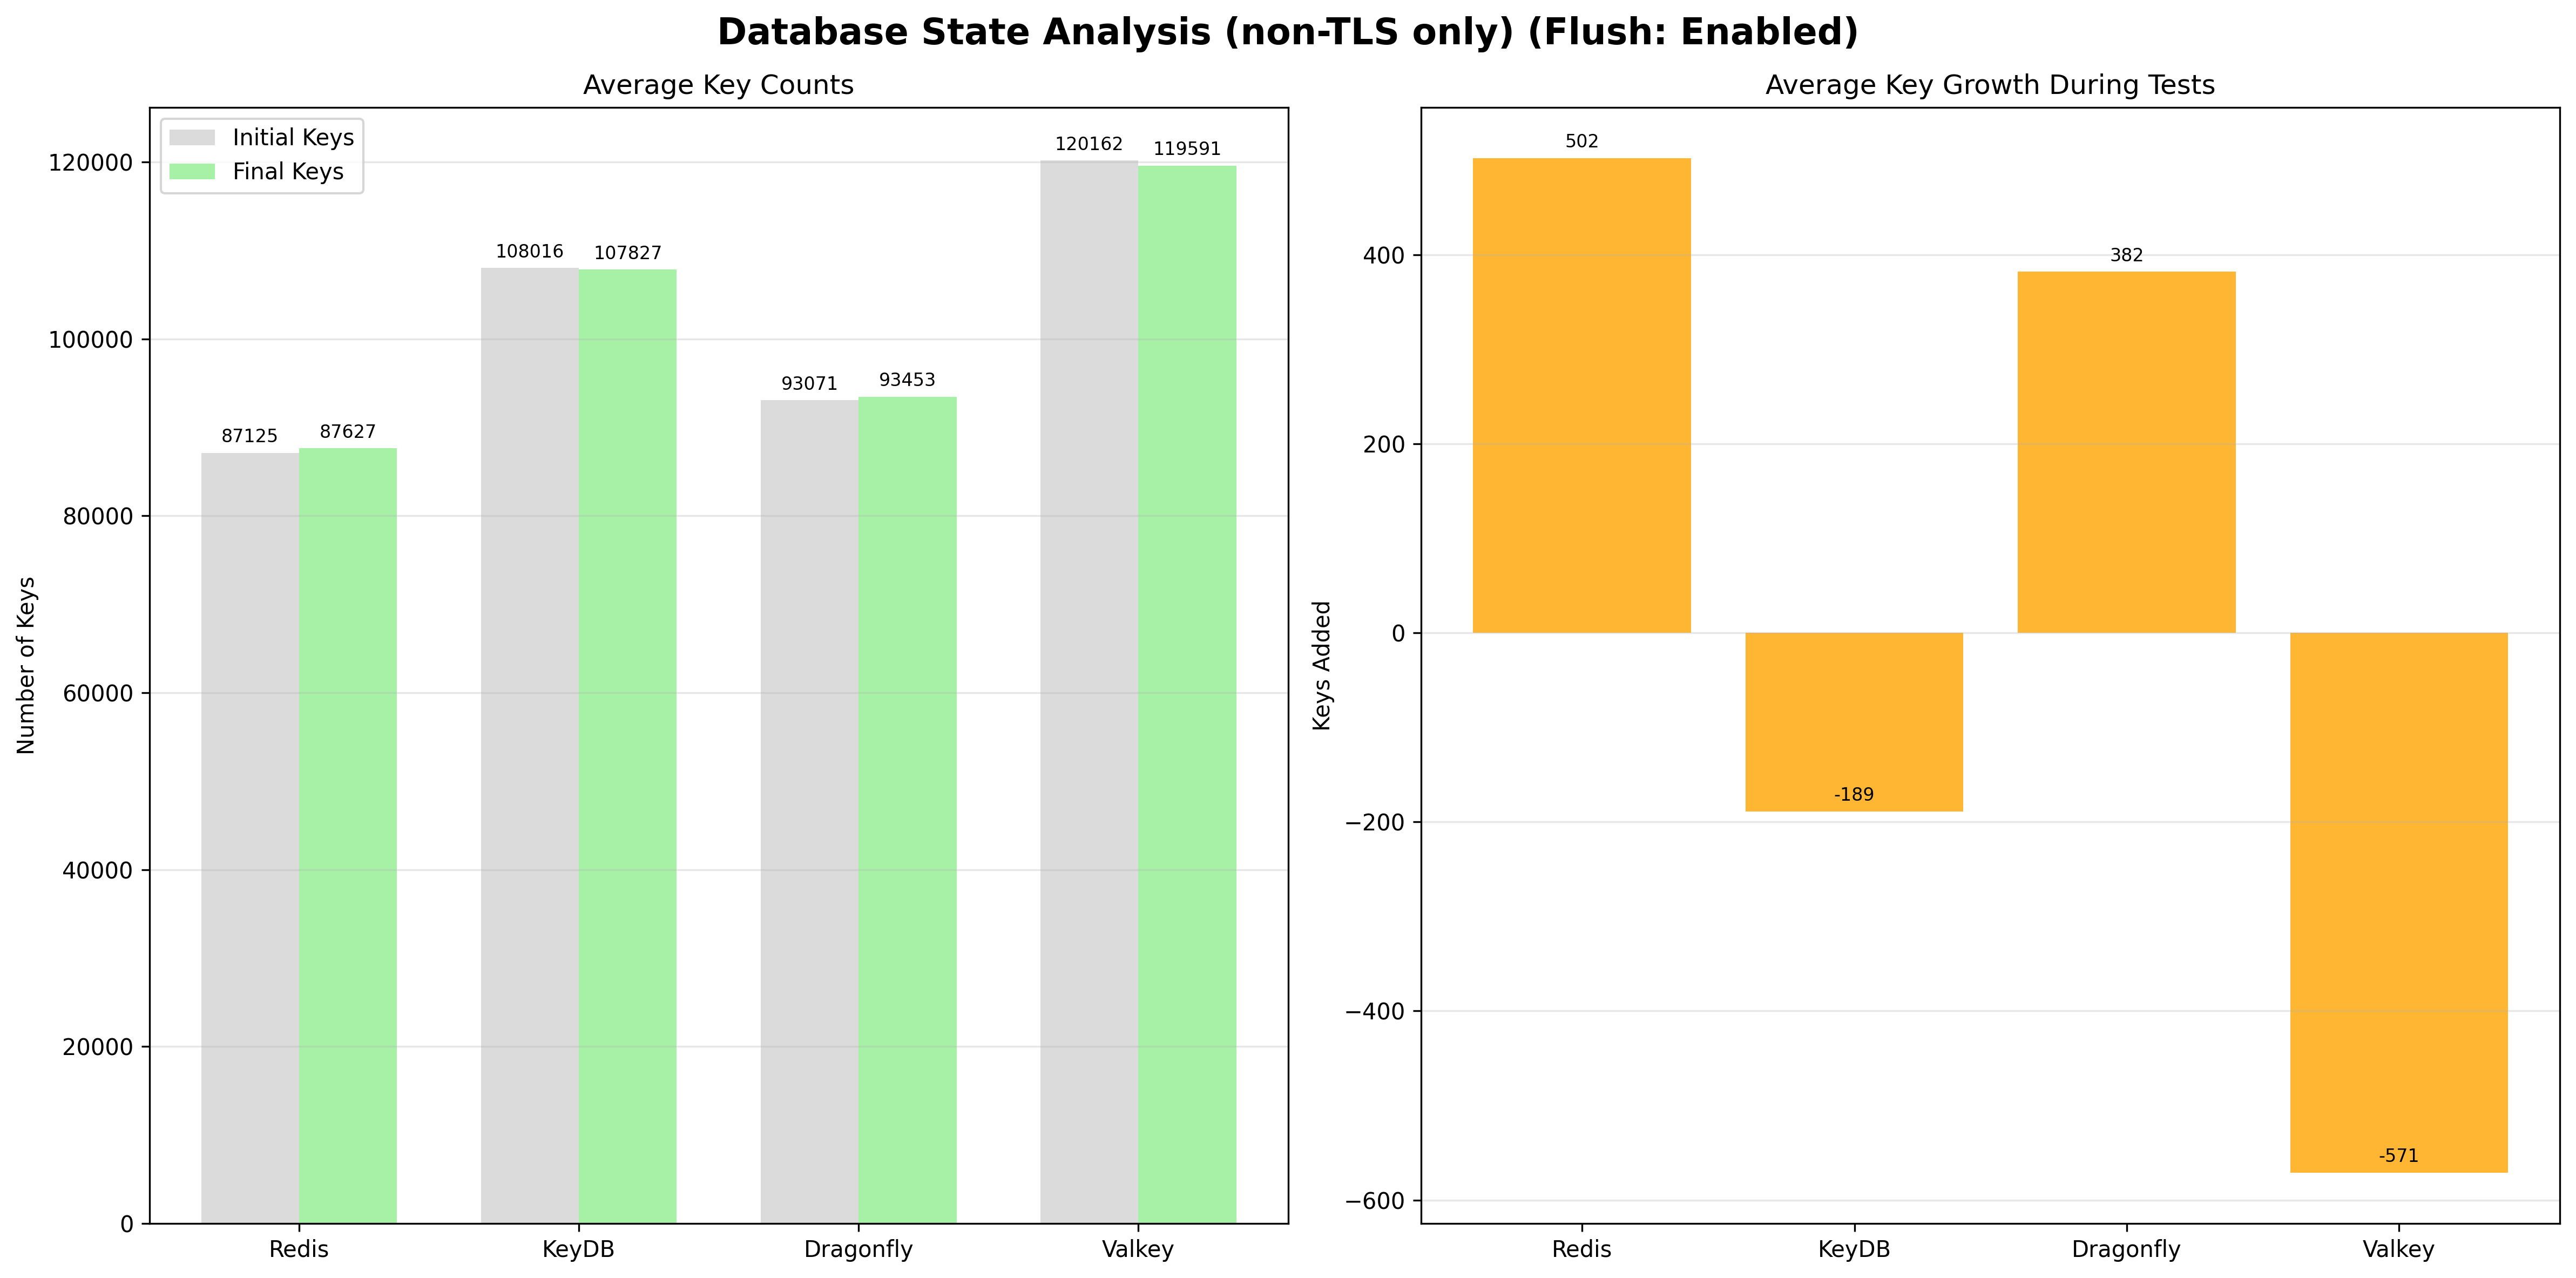 Database State Analysis (non-TLS only) (Flush: Enabled)
Average Key Counts
Initial Keys
Final Keys
Number of Keys
120000
100000
80000
60000
40000
20000
0
87125
87627
108016
107827
93071
93453
120162
119591
Redis
KeyDB
Dragonfly
Valkey
Average Key Growth During Tests
Keys Added
400
200
0
−200
−400
−600
502
-189
382
-571
Redis
KeyDB
Dragonfly
Valkey